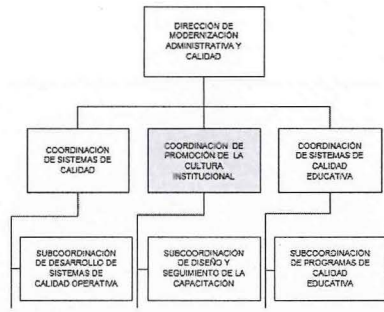 DIRECCIÓN DE
MODERNIZACIÓN
ADMINISTRATIVA Y
CALIDAD
COORDINACIÓN
DE SISTEMAS DE
CALIDAD
COORDINACIÓN DE
PROMOCIÓN DE LA
CULTURA
INSTITUCIONAL
COORDINACIÓN
DE SISTEMAS DE
CALIDAD
EDUCATIVA
SUBCOORDINACIÓN
DE DESARROLLO DE
SISTEMAS DE
CALIDAD OPERATIVA
SUBCOORDINACIÓN
DE DISEÑO Y
SEGUIMIENTO DE LA
CAPACITACIÓN
SUBCOORDINACIÓN
DE PROGRAMAS DE
CALIDAD
EDUCATIVA